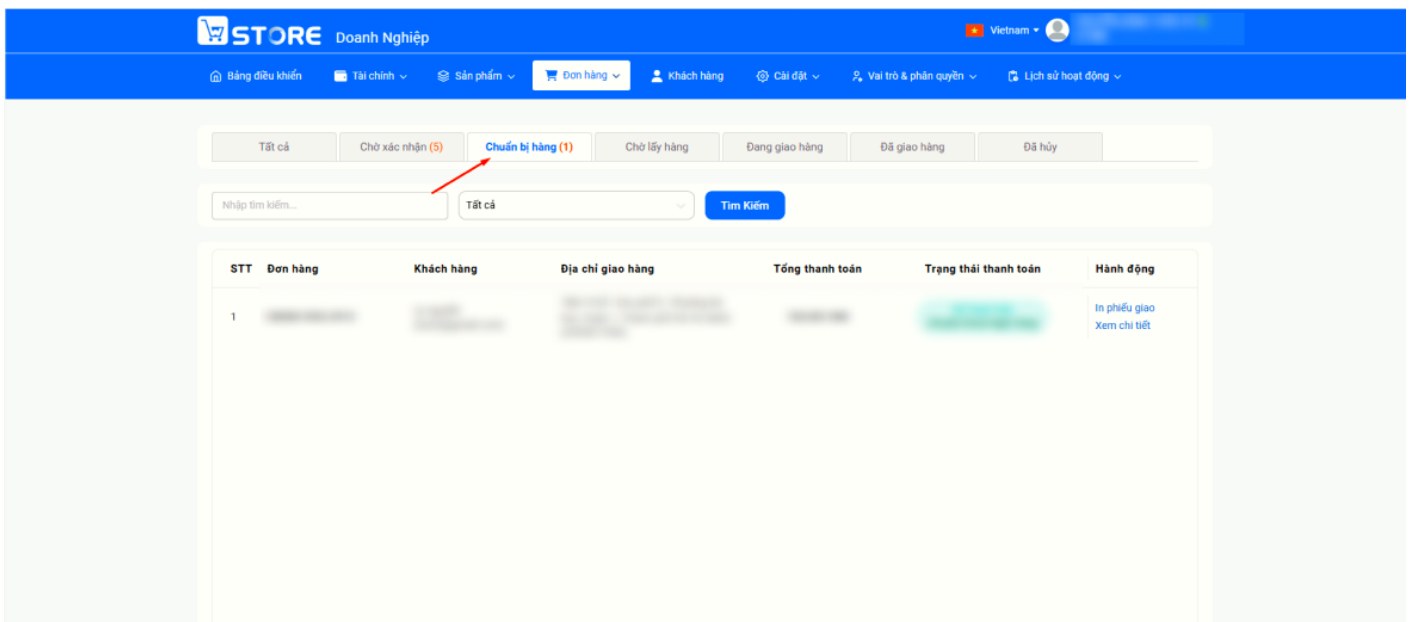 STORE Doanh Nghiệp
Vietnam
Bảng điều khiển Tài chính Sản phẩm Đơn hàng Khách hàng Cài đặt Vai trò & phân quyền Lịch sử hoạt động
Tất cả Chờ xác nhận (5) Chuẩn bị hàng (1) Chờ lấy hàng Đang giao hàng Đã giao hàng Đã hủy
Nhập tìm kiếm... Tất cả Tìm Kiếm
STT Đơn hàng Khách hàng Địa chỉ giao hàng Tổng thanh toán Trạng thái thanh toán Hành động
1 In phiếu giao
Xem chi tiết